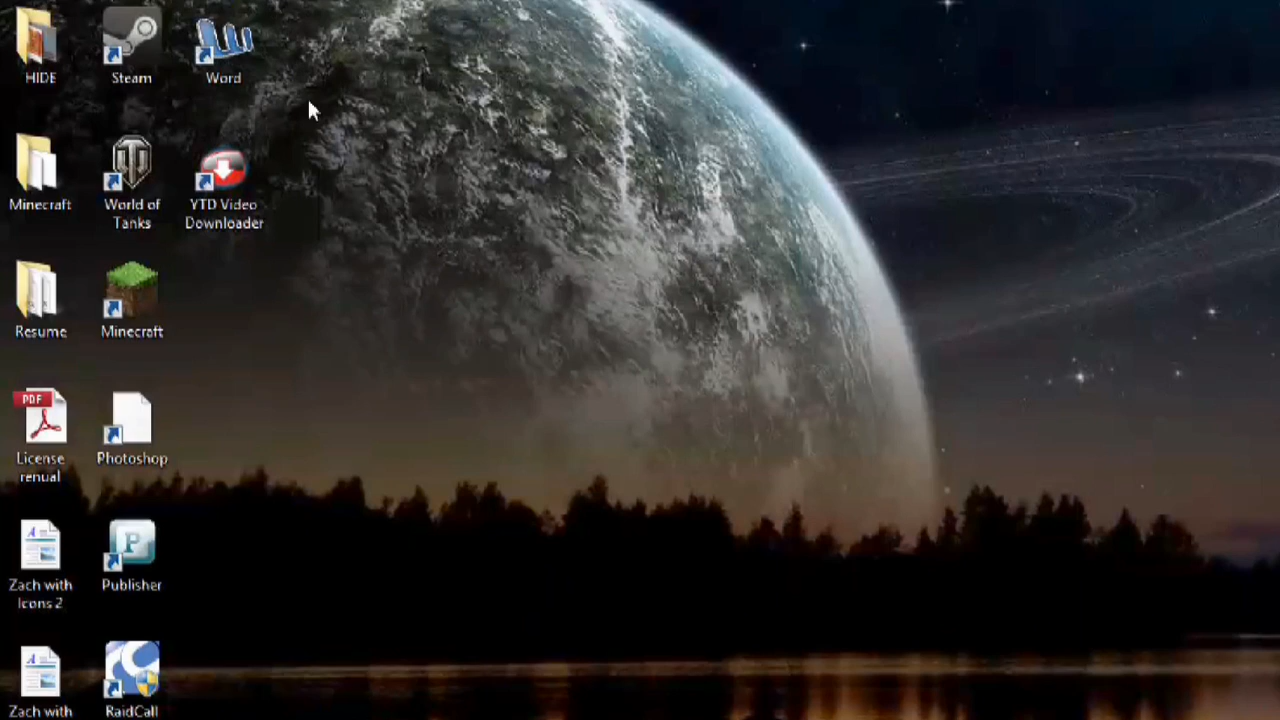 HIDE
Steam
Word
Minecraft
World of
Tanks
YTD Video
Downloader
Resume
Minecraft
PDF
License
renual
Photoshop
Zach with
Icons 2
Publisher
Zach with
RaidCall